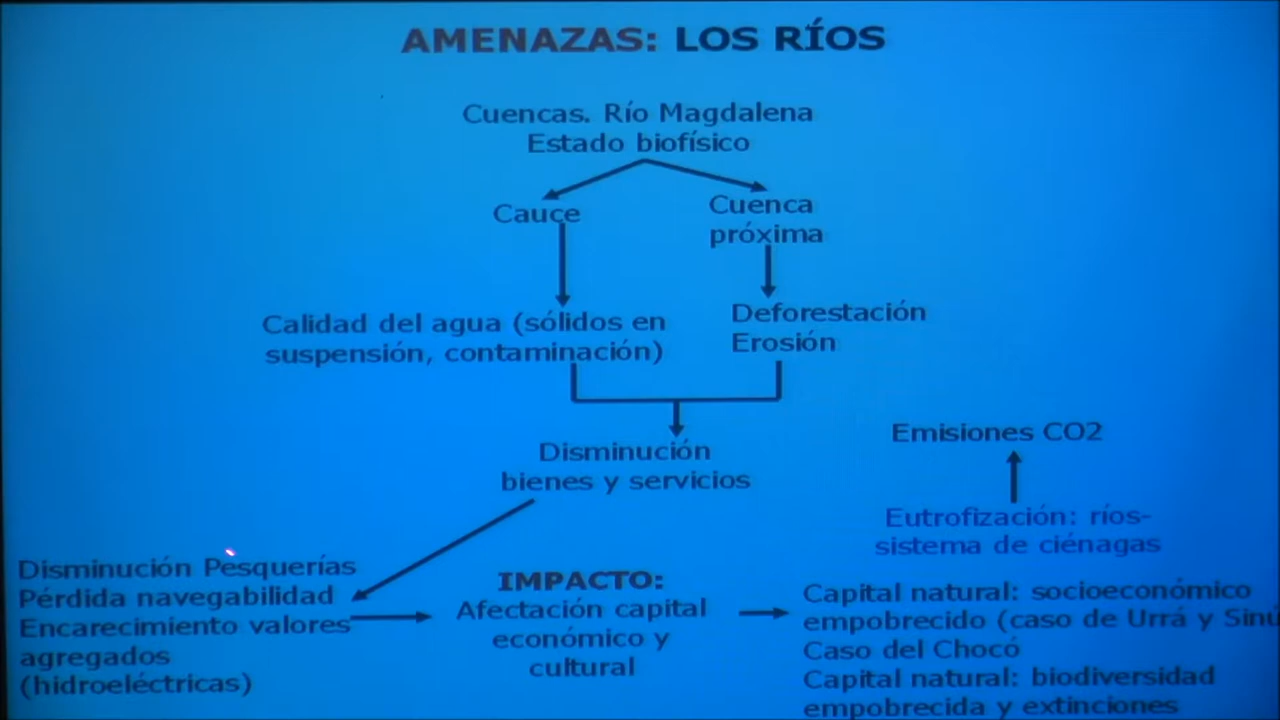 AMENAZAS: LOS RÍOS
Cuencas. Río Magdalena
Estado biofísico
Cauce
Cuenca
próxima
Calidad del agua (sólidos en
suspensión, contaminación)
Deforestación
Erosión
Disminución
bienes y servicios
Emisiones CO2
Eutrofización: ríos-
sistema de ciénagas
Disminución Pesquerías
Pérdida navegabilidad
Encarecimiento valores
agregados
(hidroeléctricas)
IMPACTO:
Afectación capital
económico y
cultural
Capital natural: socioeconómico
empobrecido (caso de Urrá y Sinú
Caso del Chocó
Capital natural: biodiversidad
empobrecida y extinciones